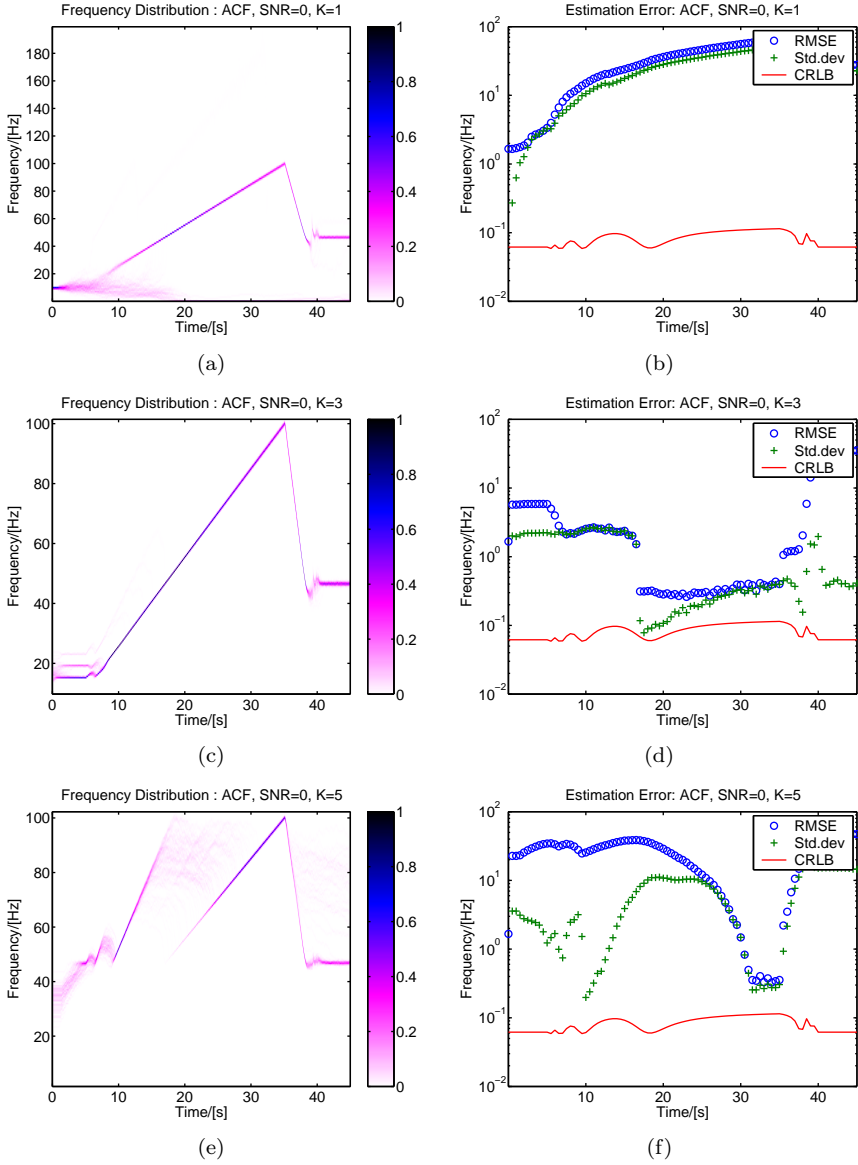 Frequency Distribution : ACF, SNR=0, K=1
Frequency/[Hz]
180
160
140
120
100
80
60
40
20
0 10 20 30 40
Time/[s]
1
0.8
0.6
0.4
0.2
0
(a)
Estimation Error: ACF, SNR=0, K=1
Frequency/[Hz]
10^2
10^1
10^0
10^-1
10^-2
0 10 20 30 40
Time/[s]
RMSE
Std.dev
CRLB
(b)
Frequency Distribution : ACF, SNR=0, K=3
Frequency/[Hz]
100
80
60
40
20
0 10 20 30 40
Time/[s]
1
0.8
0.6
0.4
0.2
0
(c)
Estimation Error: ACF, SNR=0, K=3
Frequency/[Hz]
10^2
10^1
10^0
10^-1
10^-2
0 10 20 30 40
Time/[s]
RMSE
Std.dev
CRLB
(d)
Frequency Distribution : ACF, SNR=0, K=5
Frequency/[Hz]
100
80
60
40
20
0 10 20 30 40
Time/[s]
1
0.8
0.6
0.4
0.2
0
(e)
Estimation Error: ACF, SNR=0, K=5
Frequency/[Hz]
10^2
10^1
10^0
10^-1
10^-2
0 10 20 30 40
Time/[s]
RMSE
Std.dev
CRLB
(f)